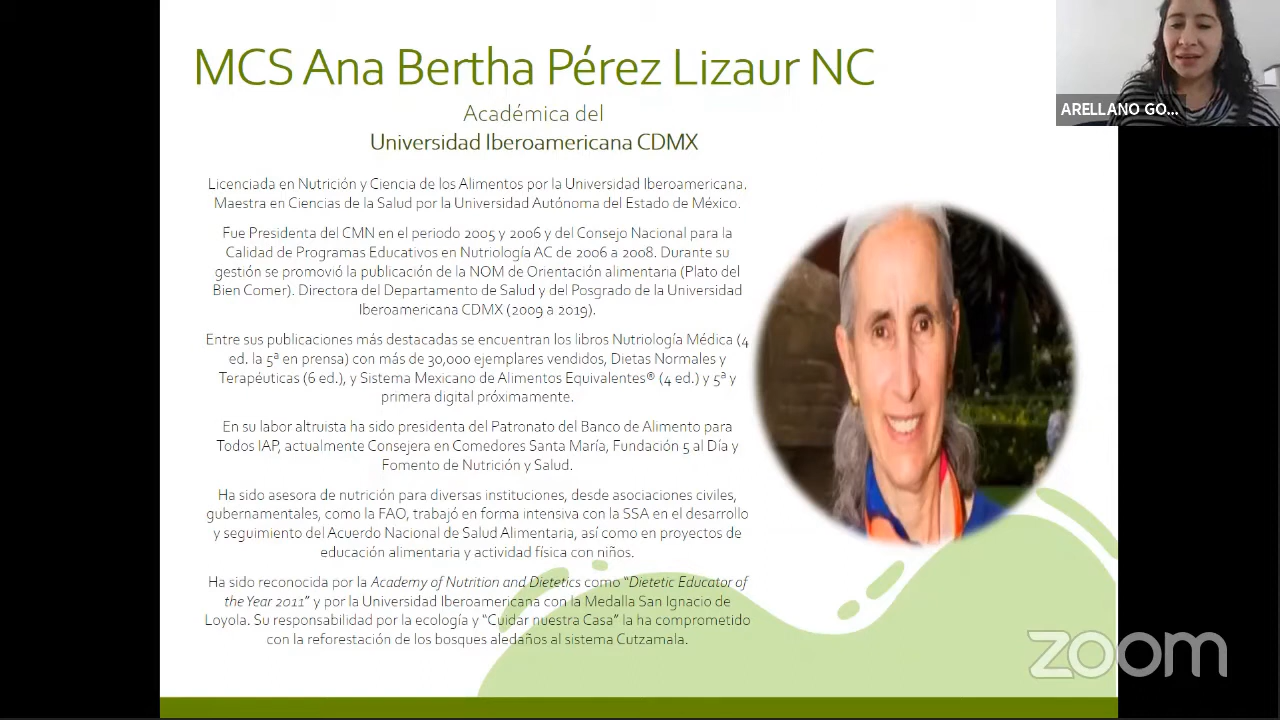 MCS Ana Bertha Pérez Lizaur NC
Académica del
Universidad Iberoamericana CDMX
Licenciada en Nutrición y Ciencia de los Alimentos por la Universidad Iberoamericana.
Maestra en Ciencias de la Salud por la Universidad Autónoma del Estado de México.
Fue Presidenta del CMN en el periodo 2005 y 2006 y del Consejo Nacional para la
Calidad de Programas Educativos en Nutriología AC de 2006 a 2008. Durante su
gestión se promovió la publicación de la NOM de Orientación alimentaria (Plato del
Bien Comer). Directora del Departamento de Salud y del Posgrado de la Universidad
Iberoamericana CDMX (2009 a 2019).
Entre sus publicaciones más destacadas se encuentran los libros Nutriología Médica (4
ed. la 5ª en prensa) con más de 30,000 ejemplares vendidos, Dietas Normales y
Terapéuticas (6 ed.), y Sistema Mexicano de Alimentos Equivalentes® (4 ed.) y 5ª y
primera digital próximamente.
En su labor altruista ha sido presidenta del Patronato del Banco de Alimento para
Todos IAP, actualmente Consejera en Comedores Santa María, Fundación 5 al Día y
Fomento de Nutrición y Salud.
Ha sido asesora de nutrición para diversas instituciones, desde asociaciones civiles,
gubernamentales, como la FAO, trabajó en forma intensiva con la SSA en el desarrollo
y seguimiento del Acuerdo Nacional de Salud Alimentaria, así como en proyectos de
educación alimentaria y actividad física con niños.
Ha sido reconocida por la Academy of Nutrition and Dietetics como "Dietetic Educator of
the Year 2011" y por la Universidad Iberoamericana con la Medalla San Ignacio de
Loyola. Su responsabilidad por la ecología y "Cuidar nuestra Casa" la ha comprometido
con la reforestación de los bosques aledaños al sistema Cutzamala.
ARELLANO GO...
zoom